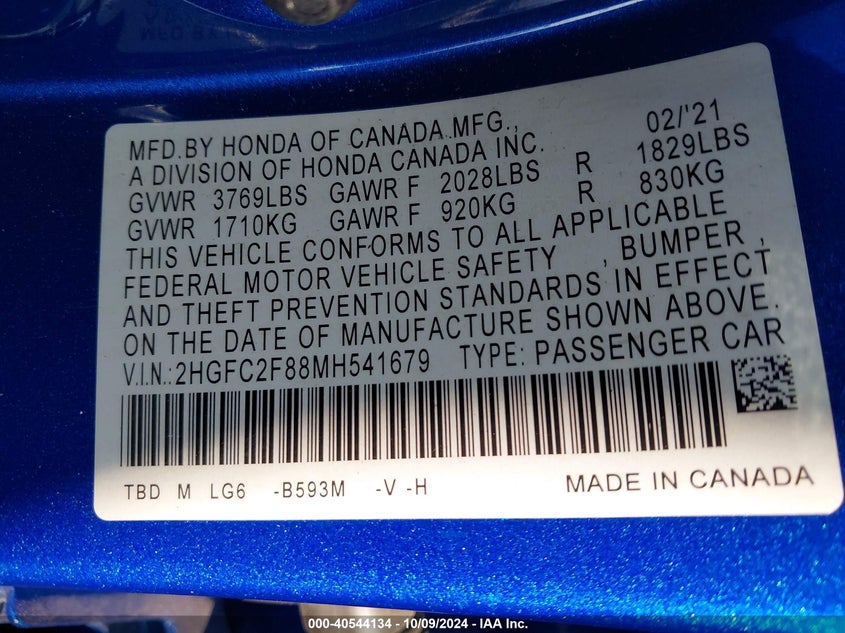 MFD.BY HONDA OF CANADA MFG., 02/'21
A DIVISION OF HONDA CANADA INC.
GVWR 3769LBS GAWR F 2028LBS R 1829LBS
GVWR 1710KG GAWR F 920KG R 830KG
THIS VEHICLE CONFORMS TO ALL APPLICABLE
FEDERAL MOTOR VEHICLE SAFETY , BUMPER ,
AND THEFT PREVENTION STANDARDS IN EFFECT
ON THE DATE OF MANUFACTURE SHOWN ABOVE.
V.I.N.:2HGFC2F88MH541679 TYPE: PASSENGER CAR
TBD M LG6 -B593M -V -H MADE IN CANADA
000-40544134 - 10/09/2024 - IAA Inc.